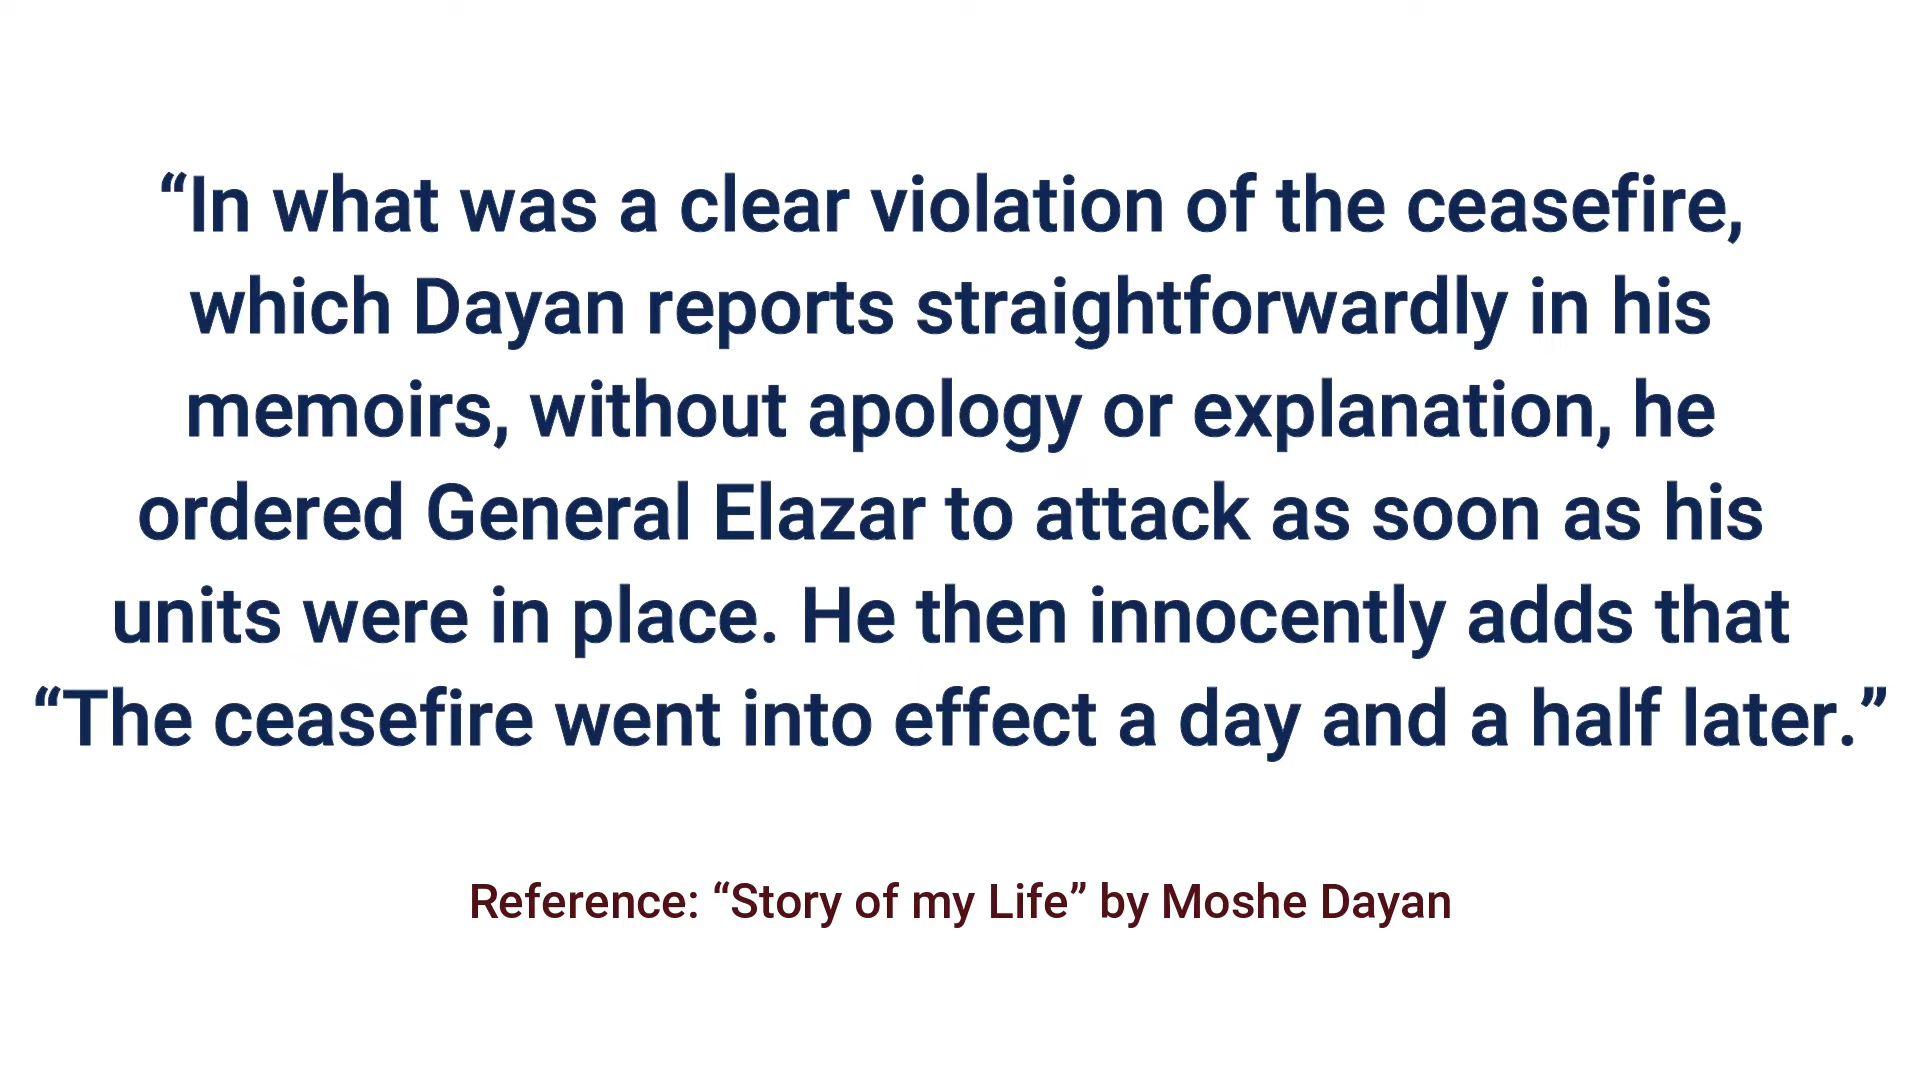 “In what was a clear violation of the ceasefire,
which Dayan reports straightforwardly in his
memoirs, without apology or explanation, he
ordered General Elazar to attack as soon as his
units were in place. He then innocently adds that
“The ceasefire went into effect a day and a half later.”
Reference: “Story of my Life” by Moshe Dayan